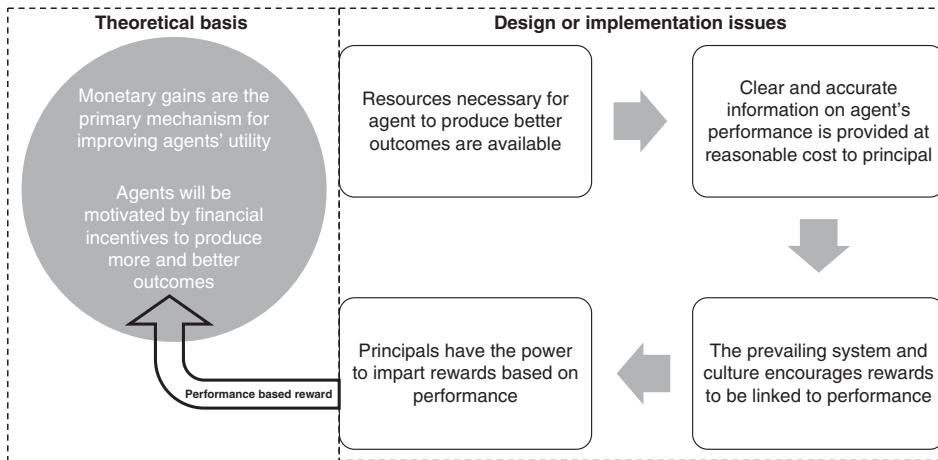 Theoretical basis
Monetary gains are the
primary mechanism for
improving agents' utility
Agents will be
motivated by financial
incentives to produce
more and better
outcomes
Performance based reward
Design or implementation issues
Resources necessary for
agent to produce better
outcomes are available
Clear and accurate
information on agent's
performance is provided at
reasonable cost to principal
The prevailing system and
culture encourages rewards
to be linked to performance
Principals have the power
to impart rewards based on
performance